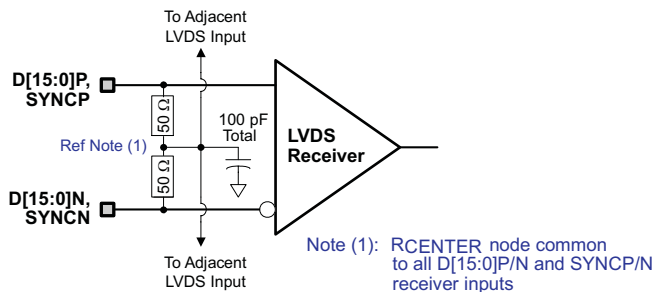 To Adjacent
LVDS Input
D[15:0]P,
SYNCP
50 Ω
100 pF
Total
LVDS
Receiver
Ref Note (1)
50 Ω
D[15:0]N,
SYNCN
To Adjacent
LVDS Input
Note (1): RCENTER node common
to all D[15:0]P/N and SYNCP/N
receiver inputs